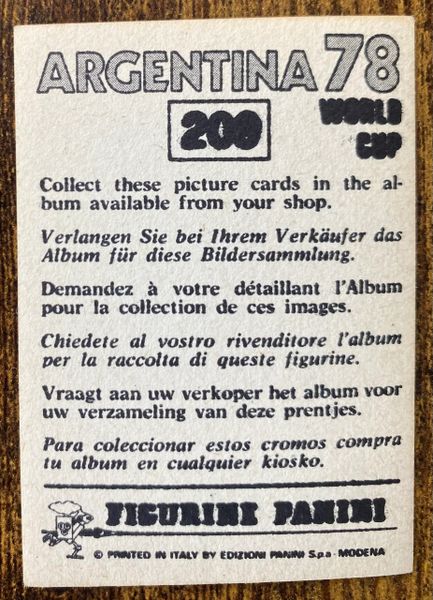 ARGENTINA 78
200
WORLD
CUP
Collect these picture cards in the al-
bum available from your shop.
Verlangen Sie bei Ihrem Verkäufer das
Album für diese Bildersammlung.
Demandez à votre détaillant l'Album
pour la collection de ces images.
Chiedete al vostro rivenditore l'album
per la raccolta di queste figurine.
Vraagt aan uw verkoper het album voor
uw verzameling van deze prentjes.
Para coleccionar estos cromos compra
tu album en cualquier kiosko.
FIGURINE PANINI
© PRINTED IN ITALY BY EDIZIONI PANINI S.p.a - MODENA